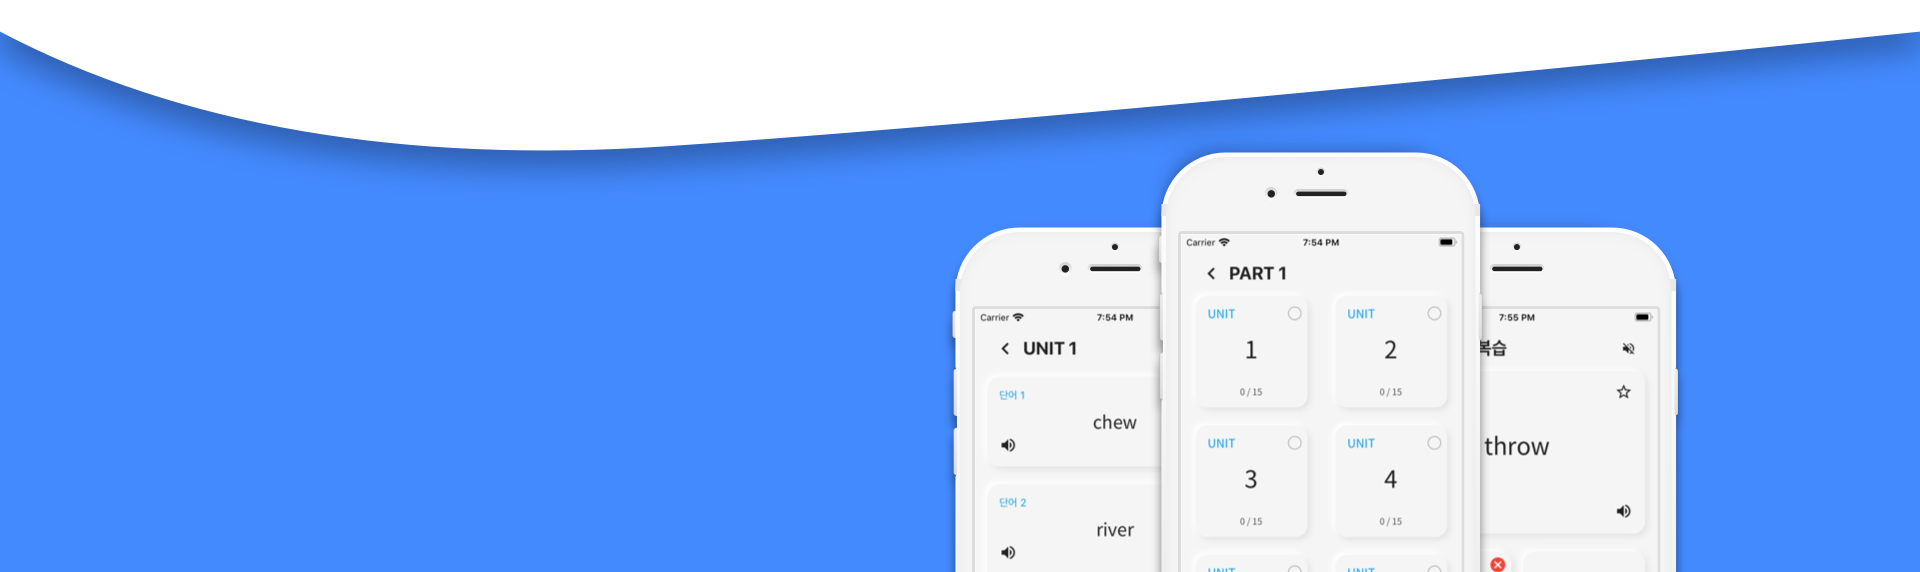 Carrier
7:54 PM
UNIT 1
단어 1
chew
단어 2
river
Carrier
7:54 PM
PART 1
UNIT
1
0 / 15
UNIT
2
0 / 15
UNIT
3
0 / 15
UNIT
4
0 / 15
UNIT
UNIT
7:55 PM
복습
throw